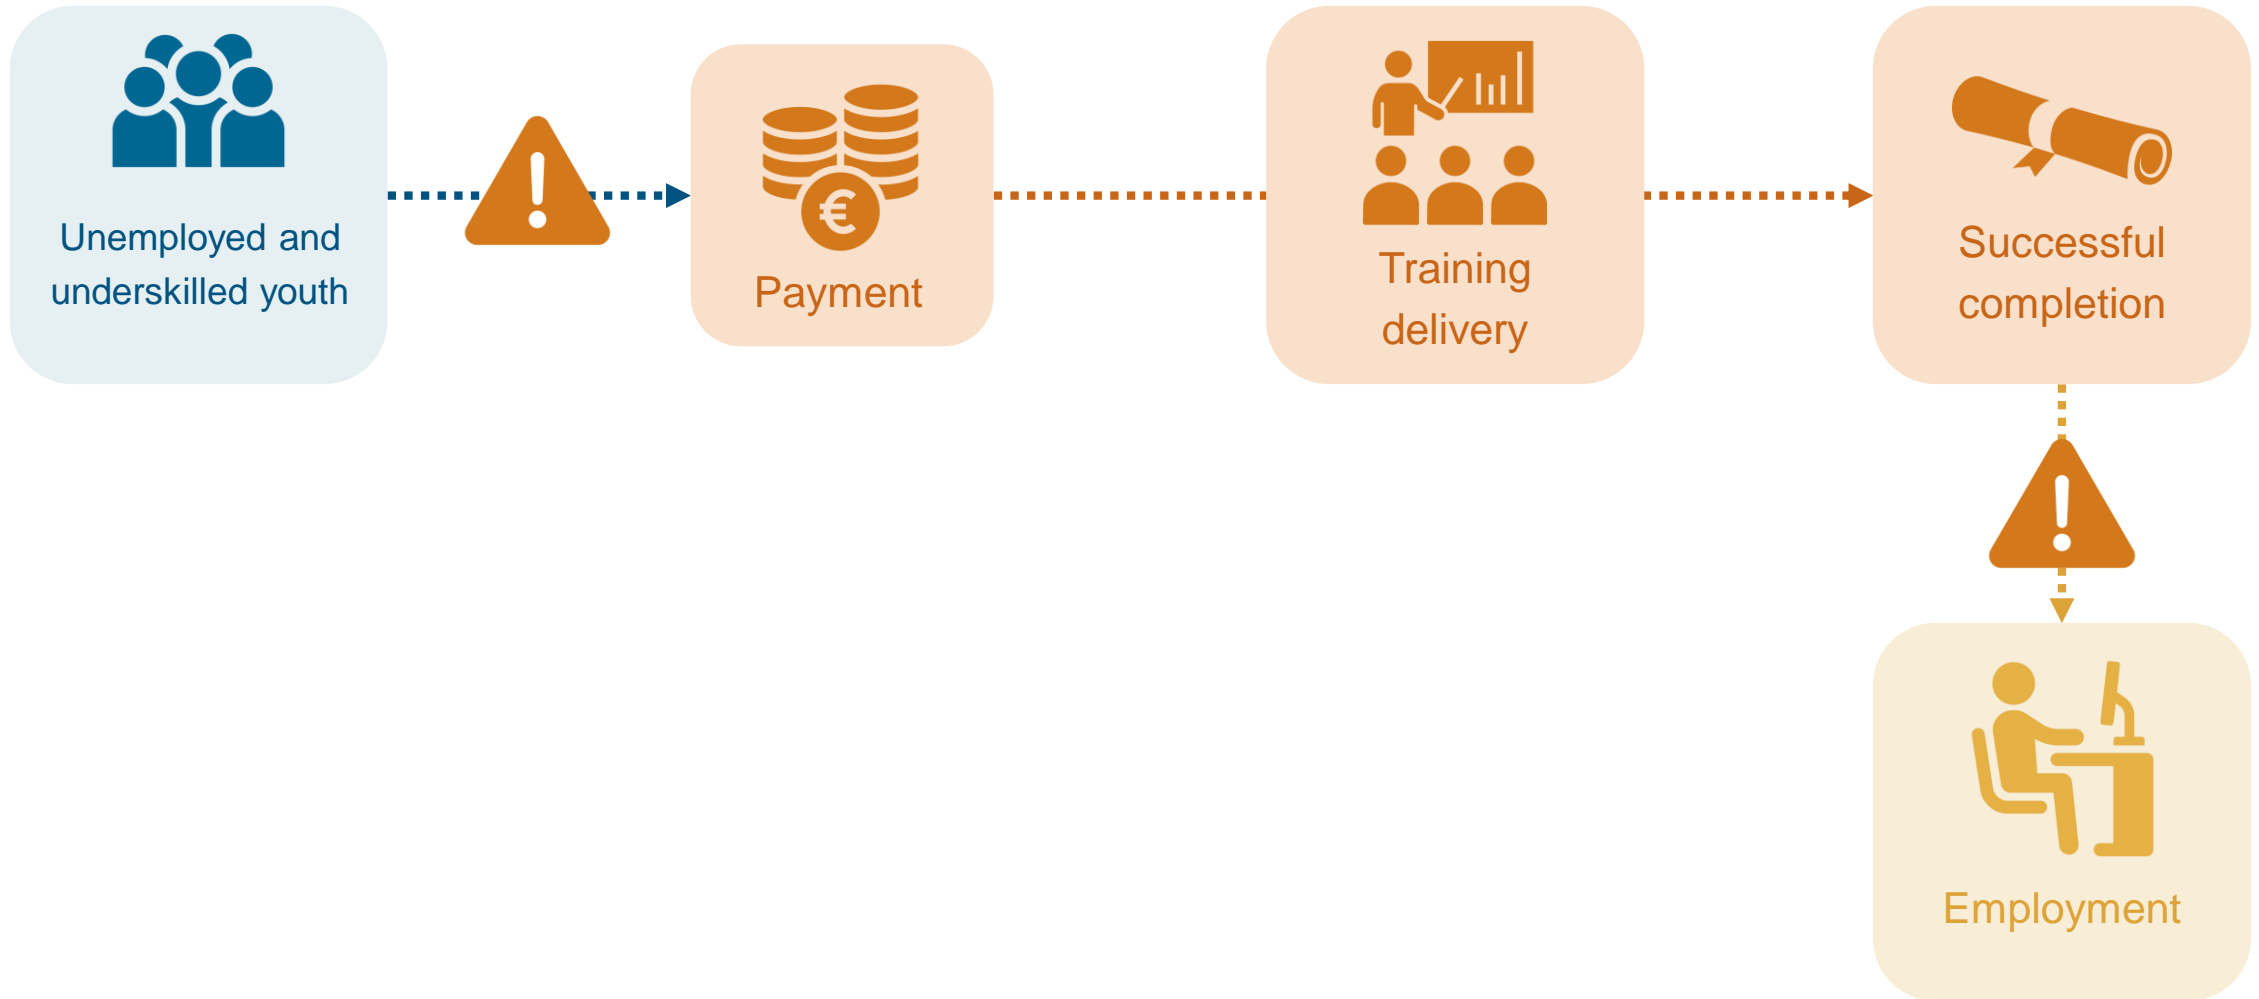 Unemployed and
underskilled youth
€
Payment
Training
delivery
Successful
completion
Employment